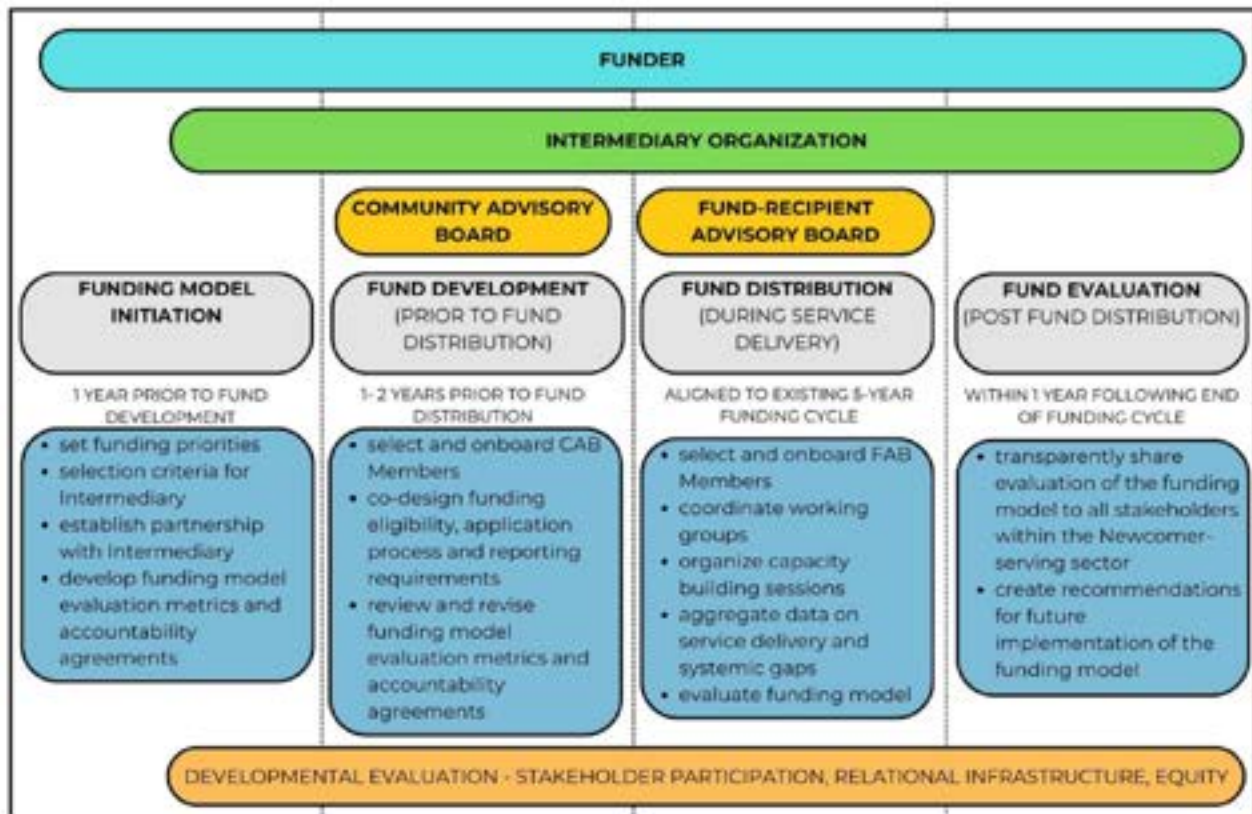 FUNDER
INTERMEDIARY ORGANIZATION
COMMUNITY ADVISORY
BOARD
FUND-RECIPIENT
ADVISORY BOARD
FUNDING MODEL
INITIATION
FUND DEVELOPMENT
(PRIOR TO FUND
DISTRIBUTION)
FUND DISTRIBUTION
(DURING SERVICE
DELIVERY)
FUND EVALUATION
(POST FUND DISTRIBUTION)
1 YEAR PRIOR TO FUND
DEVELOPMENT
1- 2 YEARS PRIOR TO FUND
DISTRIBUTION
ALIGNED TO EXISTING 5-YEAR
FUNDING CYCLE
WITHIN 1 YEAR FOLLOWING END
OF FUNDING CYCLE
• set funding priorities
• selection criteria for
Intermediary
• establish partnership
with Intermediary
• develop funding model
evaluation metrics and
accountability
agreements
• select and onboard CAB
Members
• co-design funding
eligibility, application
process and reporting
requirements
• review and revise
funding model
evaluation metrics and
accountability
agreements
• select and onboard FAB
Members
• coordinate working
groups
• organize capacity
building sessions
• aggregate data on
service delivery and
systemic gaps
• evaluate funding model
• transparently share
evaluation of the funding
model to all stakeholders
within the Newcomer-
serving sector
• create recommendations
for future
implementation of the
funding model
DEVELOPMENTAL EVALUATION - STAKEHOLDER PARTICIPATION, RELATIONAL INFRASTRUCTURE, EQUITY